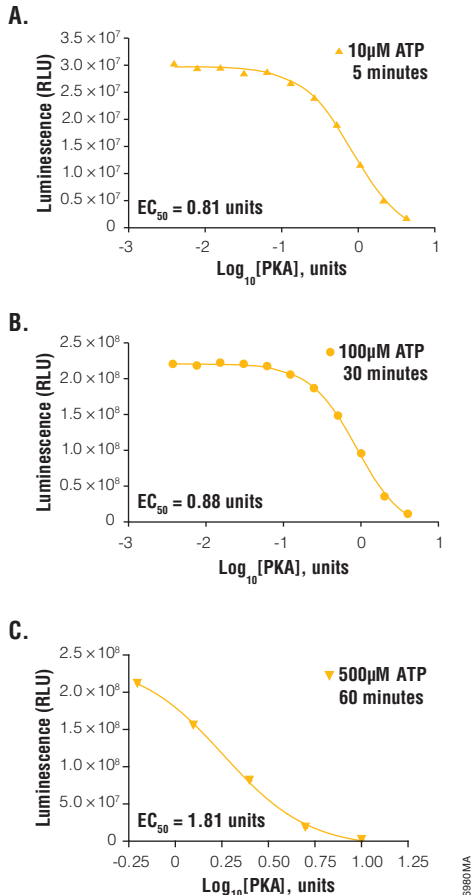 A.
Luminescence (RLU)
3.5 × 10⁷
3.0 × 10⁷
2.5 × 10⁷
2.0 × 10⁷
1.5 × 10⁷
1.0 × 10⁷
0.5 × 10⁷
0
10µM ATP
5 minutes
EC₅₀ = 0.81 units
-3 -2 -1 0 1
Log₁₀[PKA], units
B.
Luminescence (RLU)
2.5 × 10⁸
2.0 × 10⁸
1.5 × 10⁸
1.0 × 10⁸
0.5 × 10⁸
0
100µM ATP
30 minutes
EC₅₀ = 0.88 units
-3 -2 -1 0 1
Log₁₀[PKA], units
C.
Luminescence (RLU)
2.5 × 10⁸
2.0 × 10⁸
1.5 × 10⁸
1.0 × 10⁸
5.0 × 10⁷
0
500µM ATP
60 minutes
EC₅₀ = 1.81 units
-0.25 0 0.25 0.50 0.75 1.00 1.25
Log₁₀[PKA], units